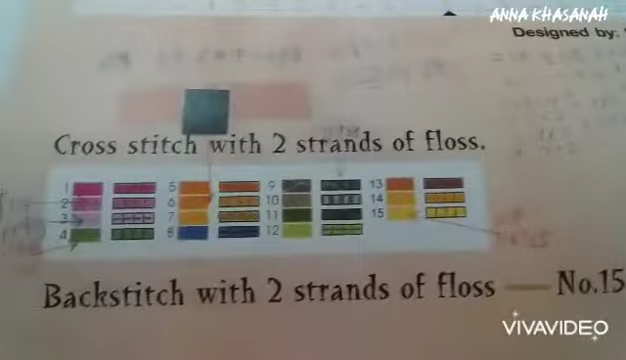 ANNA KHASANAH
Designed by:
Cross stitch with 2 strands of floss.
1 5 9 13
2 6 10 14
3 7 11 15
4 8 12
Backstitch with 2 strands of floss — No.15
VIVAVIDEO